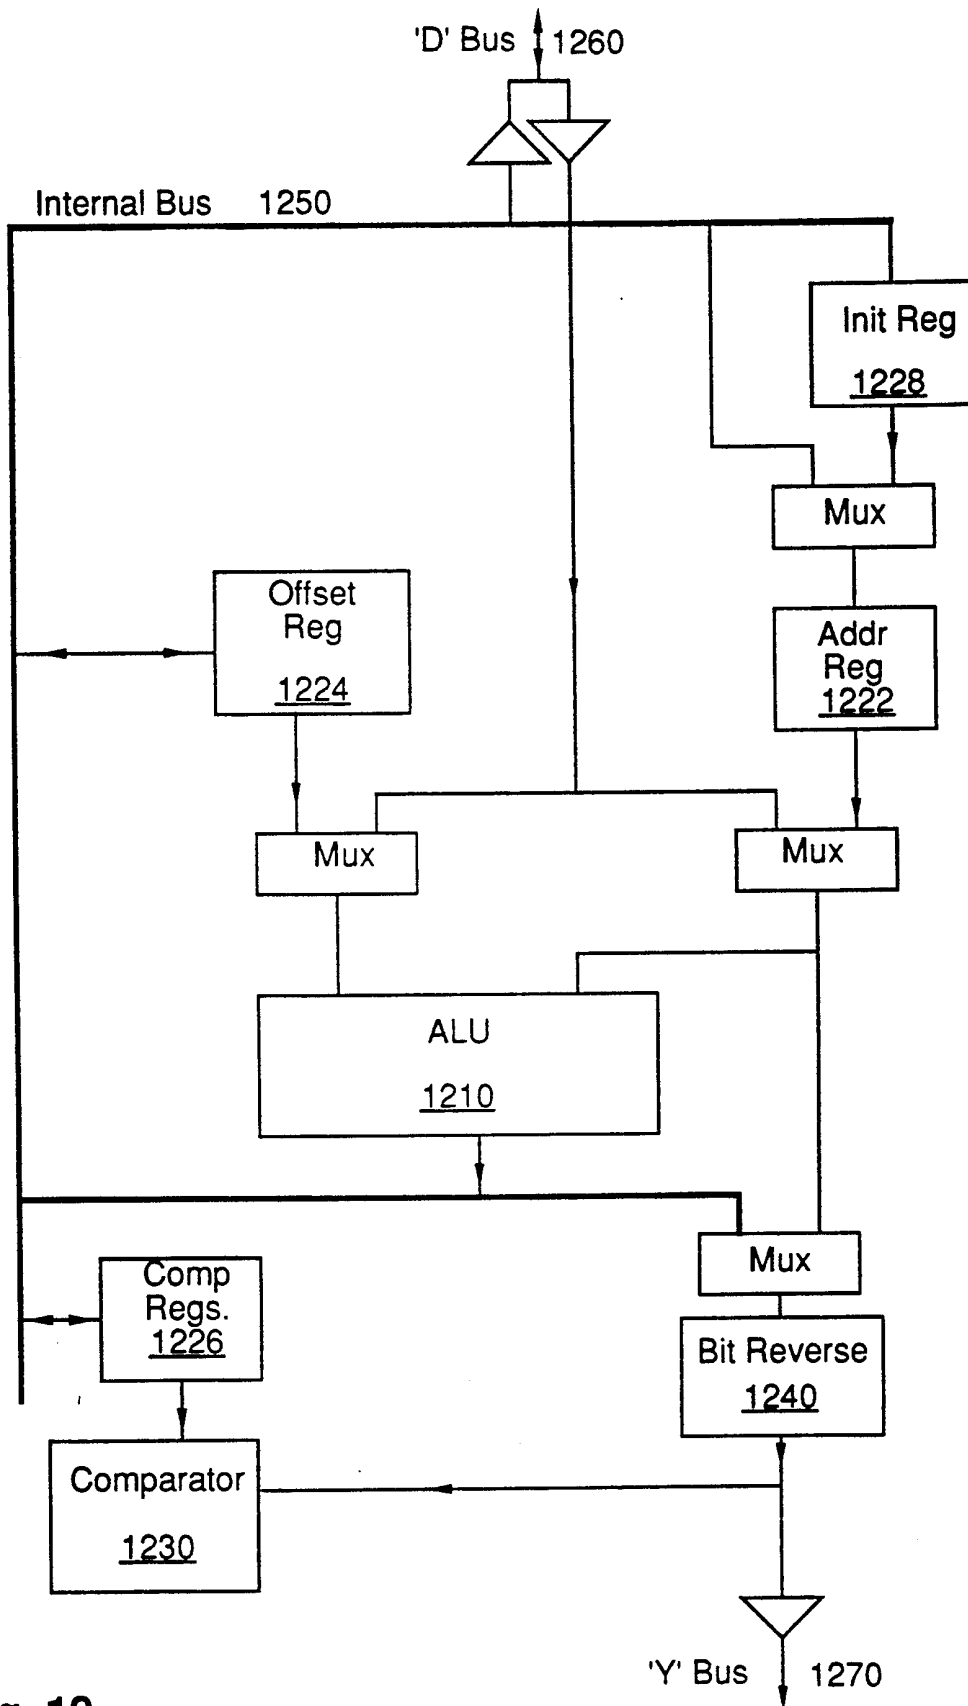 'D' Bus 1260
Internal Bus 1250
Init Reg
1228
Mux
Offset
Reg
1224
Addr
Reg
1222
Mux
Mux
ALU
1210
Mux
Comp
Regs.
1226
Bit Reverse
1240
Comparator
1230
'Y' Bus 1270